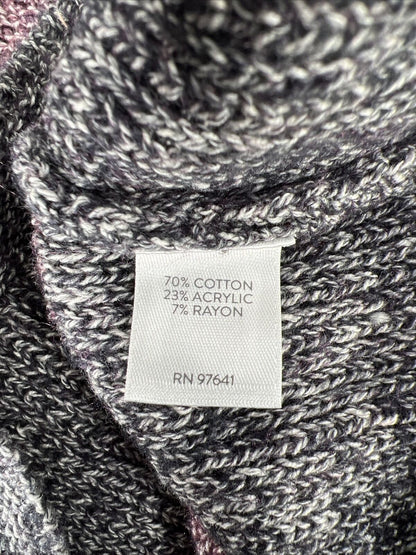 70% COTTON
23% ACRYLIC
7% RAYON
RN 97641